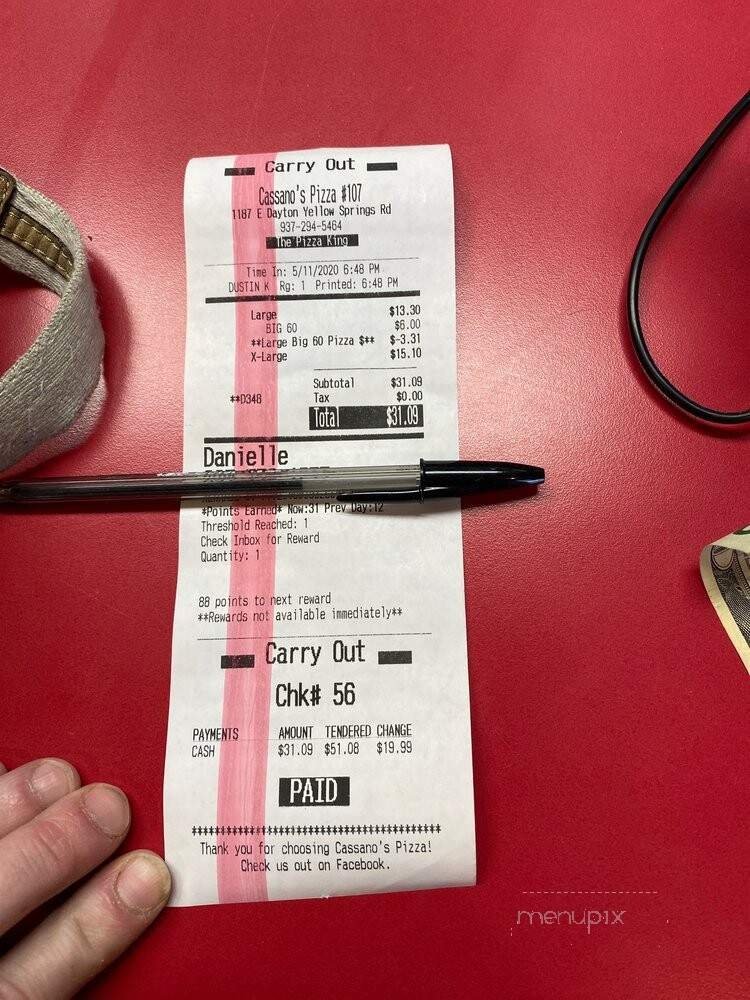 Carry Out
Cassano's Pizza #107
1187 E Dayton Yellow Springs Rd
937-294-5464
The Pizza King
Time In: 5/11/2020 6:48 PM
DUSTIN K Rg: 1 Printed: 6:48 PM
Large $13.30
BIG 60 $6.00
**Large Big 60 Pizza $** $-3.31
X-Large $15.10
Subtotal $31.09
**D348 Tax $0.00
Total $31.09
Danielle
*Points Earned* Now:31 Prev Day:12
Threshold Reached: 1
Check Inbox for Reward
Quantity: 1
88 points to next reward
**Rewards not available immediately**
Carry Out
Chk# 56
PAYMENTS AMOUNT TENDERED CHANGE
CASH $31.09 $51.08 $19.99
PAID
******************************************
Thank you for choosing Cassano's Pizza!
Check us out on Facebook.
menupix